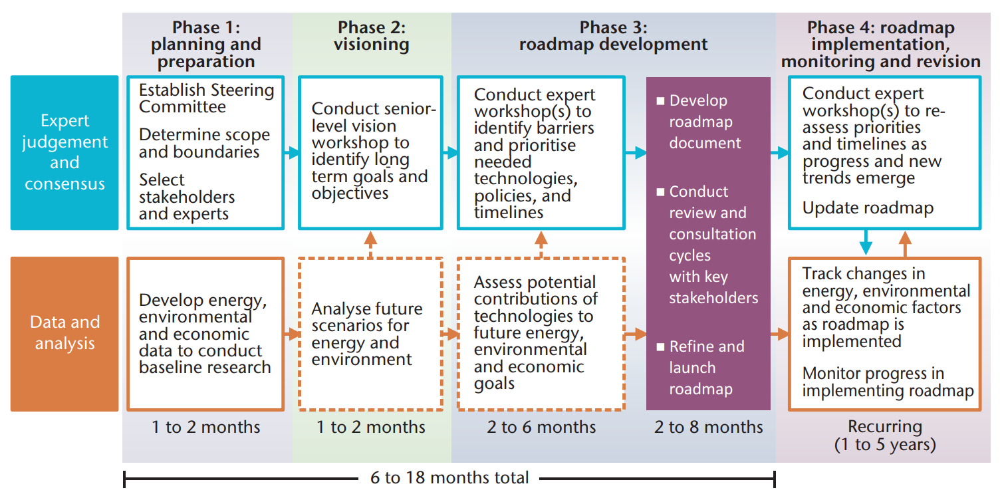 Phase 1:
planning and
preparation
Phase 2:
visioning
Phase 3:
roadmap development
Phase 4: roadmap
implementation,
monitoring and revision
Expert
judgement
and
consensus
Establish Steering
Committee
Determine scope
and boundaries
Select
stakeholders
and experts
Conduct senior-
level vision
workshop to
identify long
term goals and
objectives
Conduct expert
workshop(s) to
identify barriers
and prioritise
needed
technologies,
policies, and
timelines
■ Develop
roadmap
document
■ Conduct
review and
consultation
cycles
with key
stakeholders
■ Refine and
launch
roadmap
Conduct expert
workshop(s) to re-
assess priorities
and timelines as
progress and new
trends emerge
Update roadmap
Data and
analysis
Develop energy,
environmental
and economic
data to conduct
baseline research
Analyse future
scenarios for
energy and
environment
Assess potential
contributions of
technologies to
future energy,
environmental
and economic
goals
Track changes in
energy, environmental
and economic factors
as roadmap is
implemented
Monitor progress in
implementing roadmap
1 to 2 months
1 to 2 months
2 to 6 months
2 to 8 months
Recurring
(1 to 5 years)
6 to 18 months total